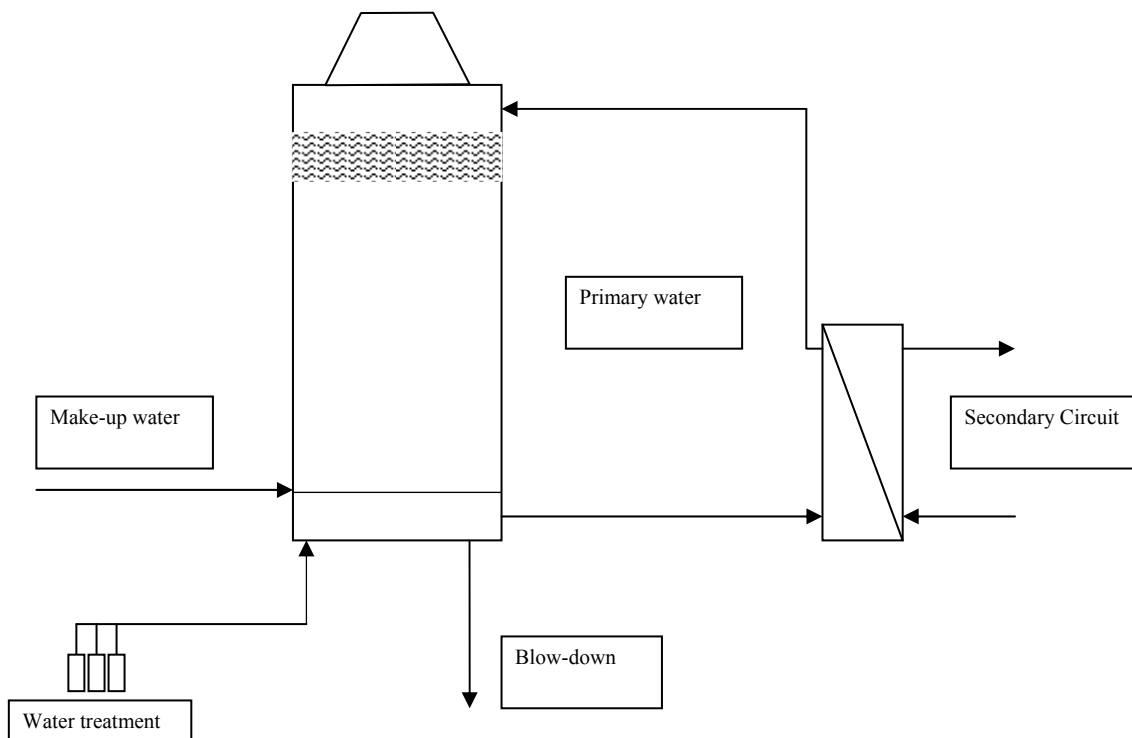 Primary water
Make-up water
Secondary Circuit
Blow-down
Water treatment